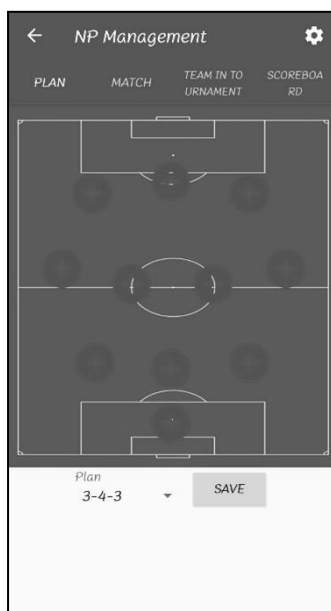 NP Management
PLAN
MATCH
TEAM IN TO
URNAMENT
SCOREBOA
RD
Plan
3-4-3
SAVE